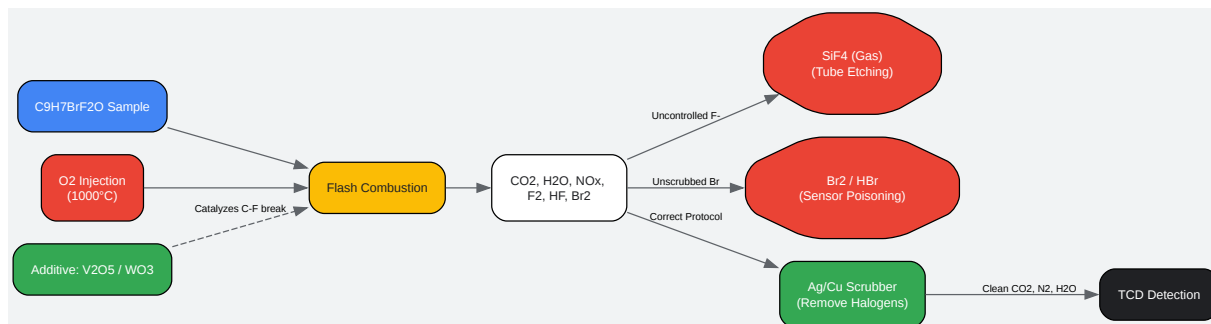 C9H7BrF2O Sample
O2 Injection
(1000°C)
Additive: V2O5 / WO3
Catalyzes C-F break
Flash Combustion
CO2, H2O, NOx,
F2, HF, Br2
Uncontrolled F-
Unscrubbed Br
Correct Protocol
SiF4 (Gas)
(Tube Etching)
Br2 / HBr
(Sensor Poisoning)
Ag/Cu Scrubber
(Remove Halogens)
Clean CO2, N2, H2O
TCD Detection